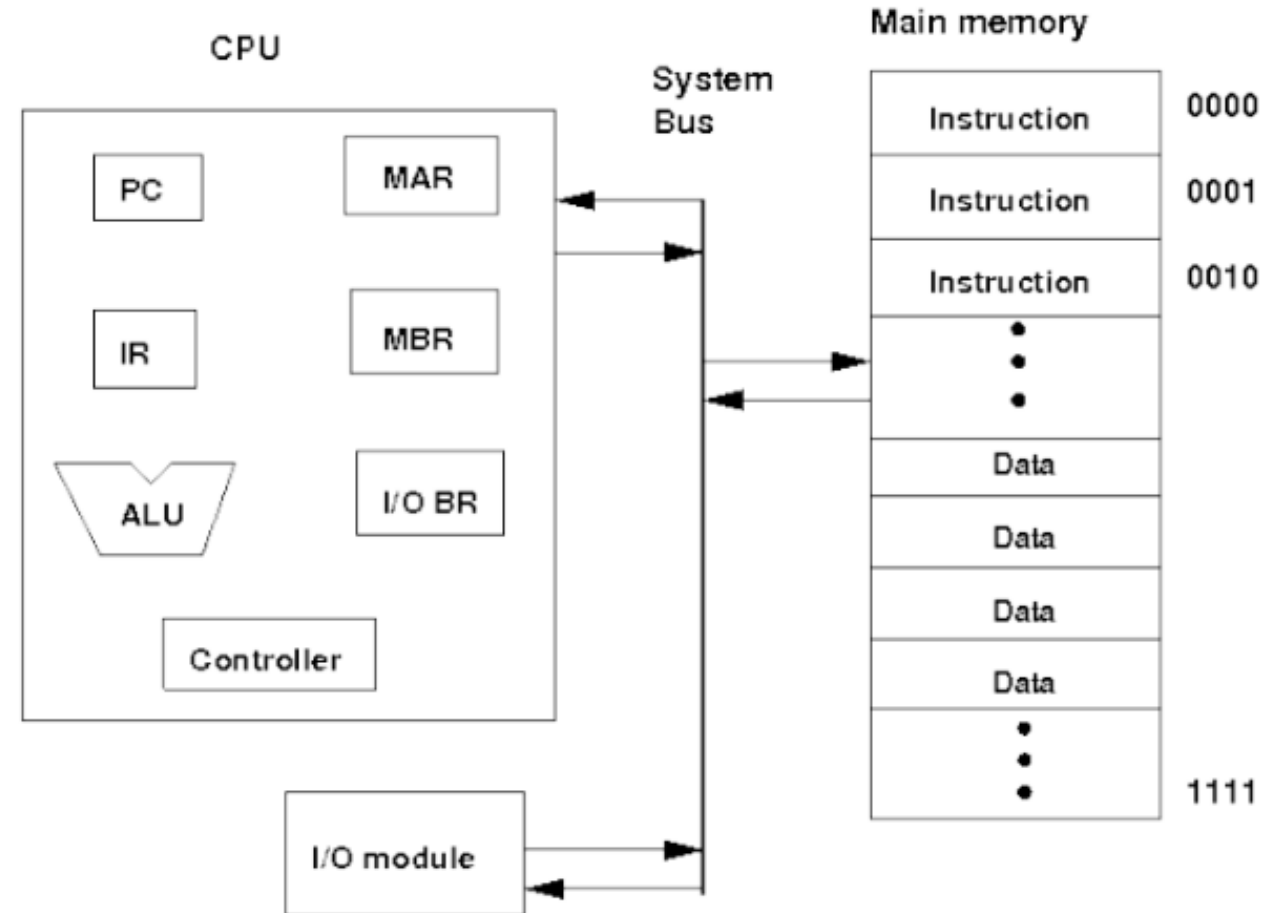 CPU
System
Bus
Main memory
PC
MAR
IR
MBR
ALU
I/O BR
Controller
I/O module
Instruction 0000
Instruction 0001
Instruction 0010
Data
Data
Data
Data
1111